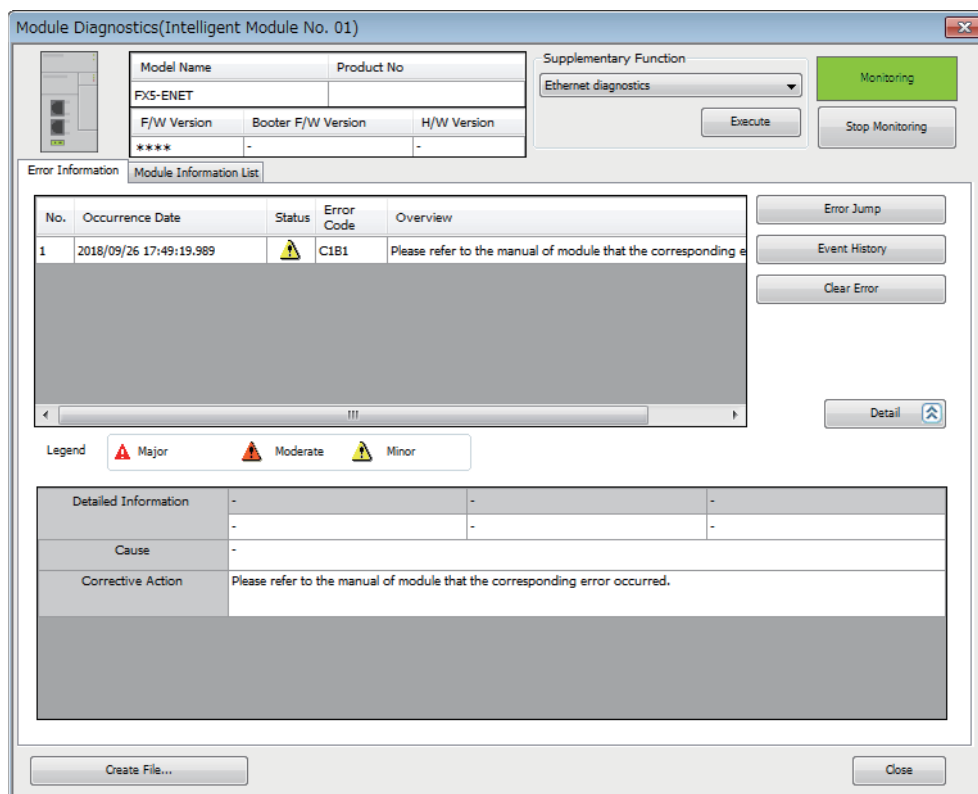 Module Diagnostics(Intelligent Module No. 01)
Model Name Product No
FX5-ENET
F/W Version Booter F/W Version H/W Version
**** - -
Supplementary Function
Ethernet diagnostics
Execute
Monitoring
Stop Monitoring
Error Information Module Information List
No. Occurrence Date Status Error Code Overview
1 2018/09/26 17:49:19.989 C1B1 Please refer to the manual of module that the corresponding e
Error Jump
Event History
Clear Error
Detail
Legend Major Moderate Minor
Detailed Information - - -
- - -
Cause -
Corrective Action Please refer to the manual of module that the corresponding error occurred.
Create File... Close